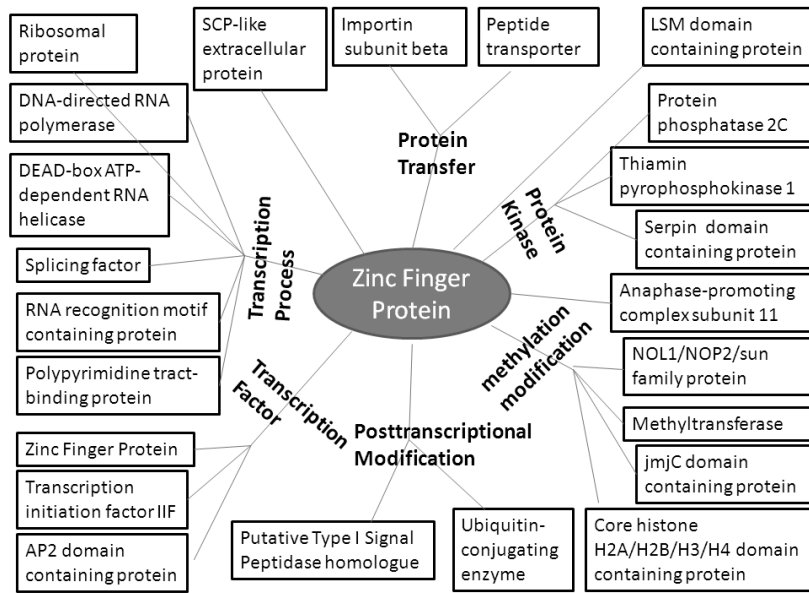 Ribosomal
protein
SCP-like
extracellular
protein
Importin
subunit beta
Peptide
transporter
LSM domain
containing protein
DNA-directed RNA
polymerase
Protein
phosphatase 2C
Protein
Transfer
DEAD-box ATP-
dependent RNA
helicase
Thiamin
pyrophosphokinase 1
Protein
Kinase
Serpin domain
containing protein
Transcription
Process
Splicing factor
Zinc Finger
Protein
Anaphase-promoting
complex subunit 11
RNA recognition motif
containing protein
methylation
modification
NOL1/NOP2/sun
family protein
Polypyrimidine tract-
binding protein
Transcription
Factor
Methyltransferase
Posttranscriptional
Modification
Zinc Finger Protein
jmjC domain
containing protein
Transcription
initiation factor IIF
Putative Type I Signal
Peptidase homologue
Ubiquitin-
conjugating
enzyme
Core histone
H2A/H2B/H3/H4 domain
containing protein
AP2 domain
containing protein